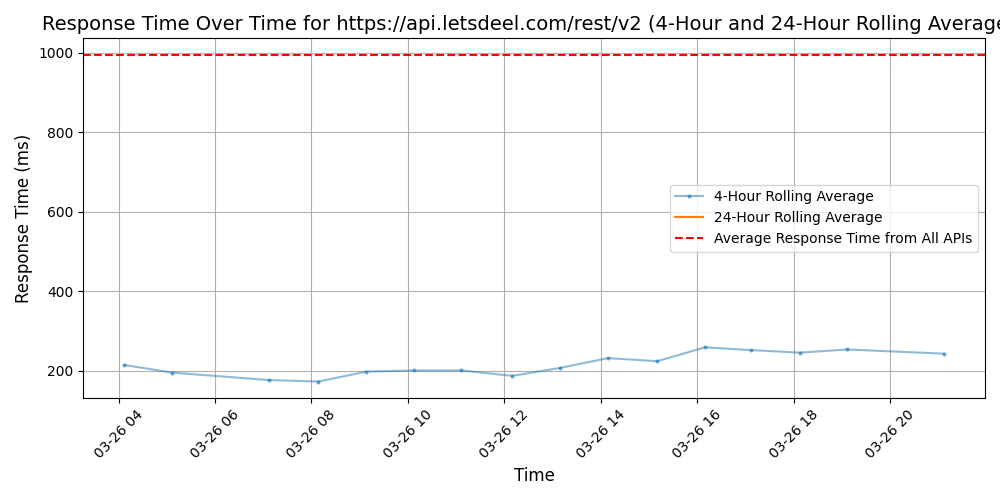 Response Time Over Time for https://api.letsdeel.com/rest/v2 (4-Hour and 24-Hour Rolling Average
1000
800
600
400
200
Response Time (ms)
4-Hour Rolling Average
24-Hour Rolling Average
Average Response Time from All APIs
03-26 04
03-26 06
03-26 08
03-26 10
03-26 12
03-26 14
03-26 16
03-26 18
03-26 20
Time